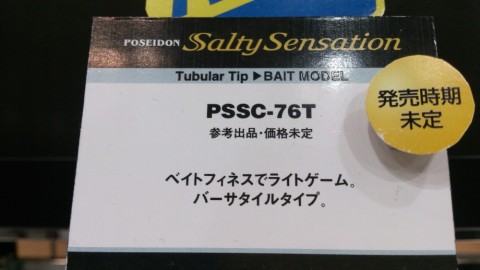 POSEIDON Salty Sensation
Tubular Tip ▶ BAIT MODEL
PSSC-76T
参考出品・価格未定
ベイトフィネスでライトゲーム。
バーサタイルタイプ。
発売時期
未定